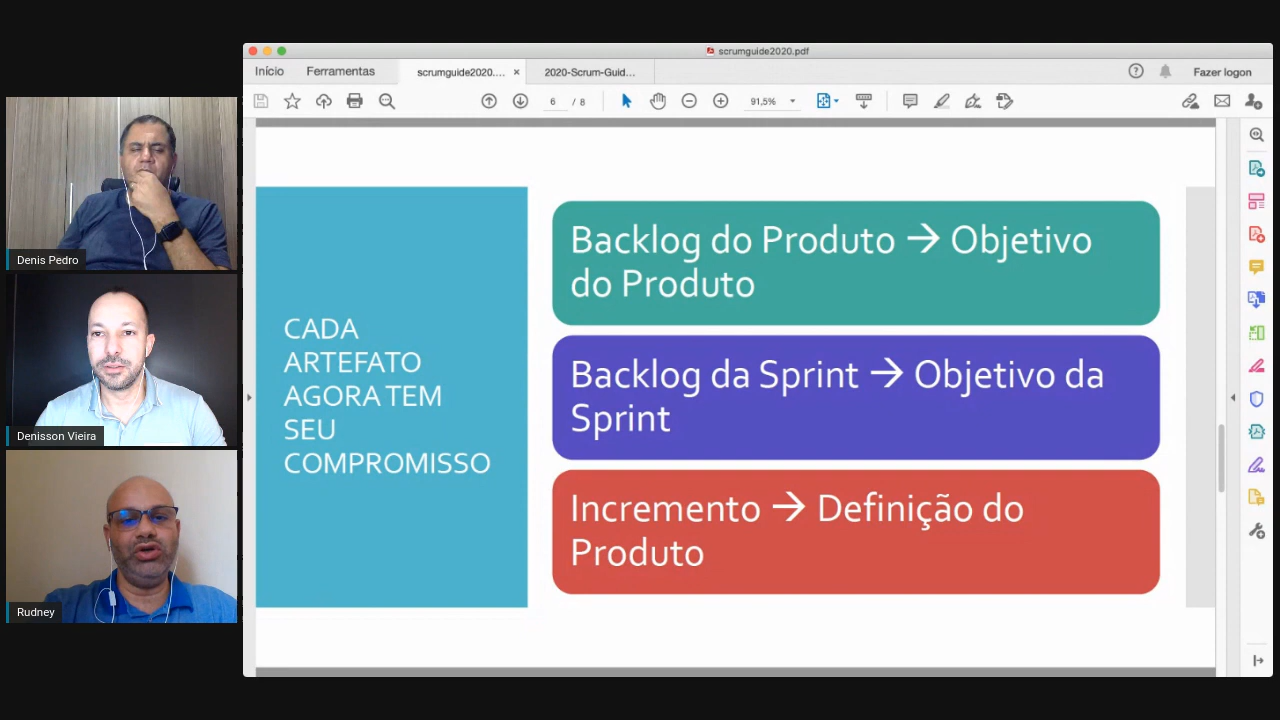 scrumguide2020.pdf
Início Ferramentas scrumguide2020.... × 2020-Scrum-Guid... Fazer logon
6 / 8 91,5%
Denis Pedro
Denisson Vieira
Rudney
CADA
ARTEFATO
AGORA TEM
SEU
COMPROMISSO
Backlog do Produto → Objetivo
do Produto
Backlog da Sprint → Objetivo da
Sprint
Incremento → Definição do
Produto